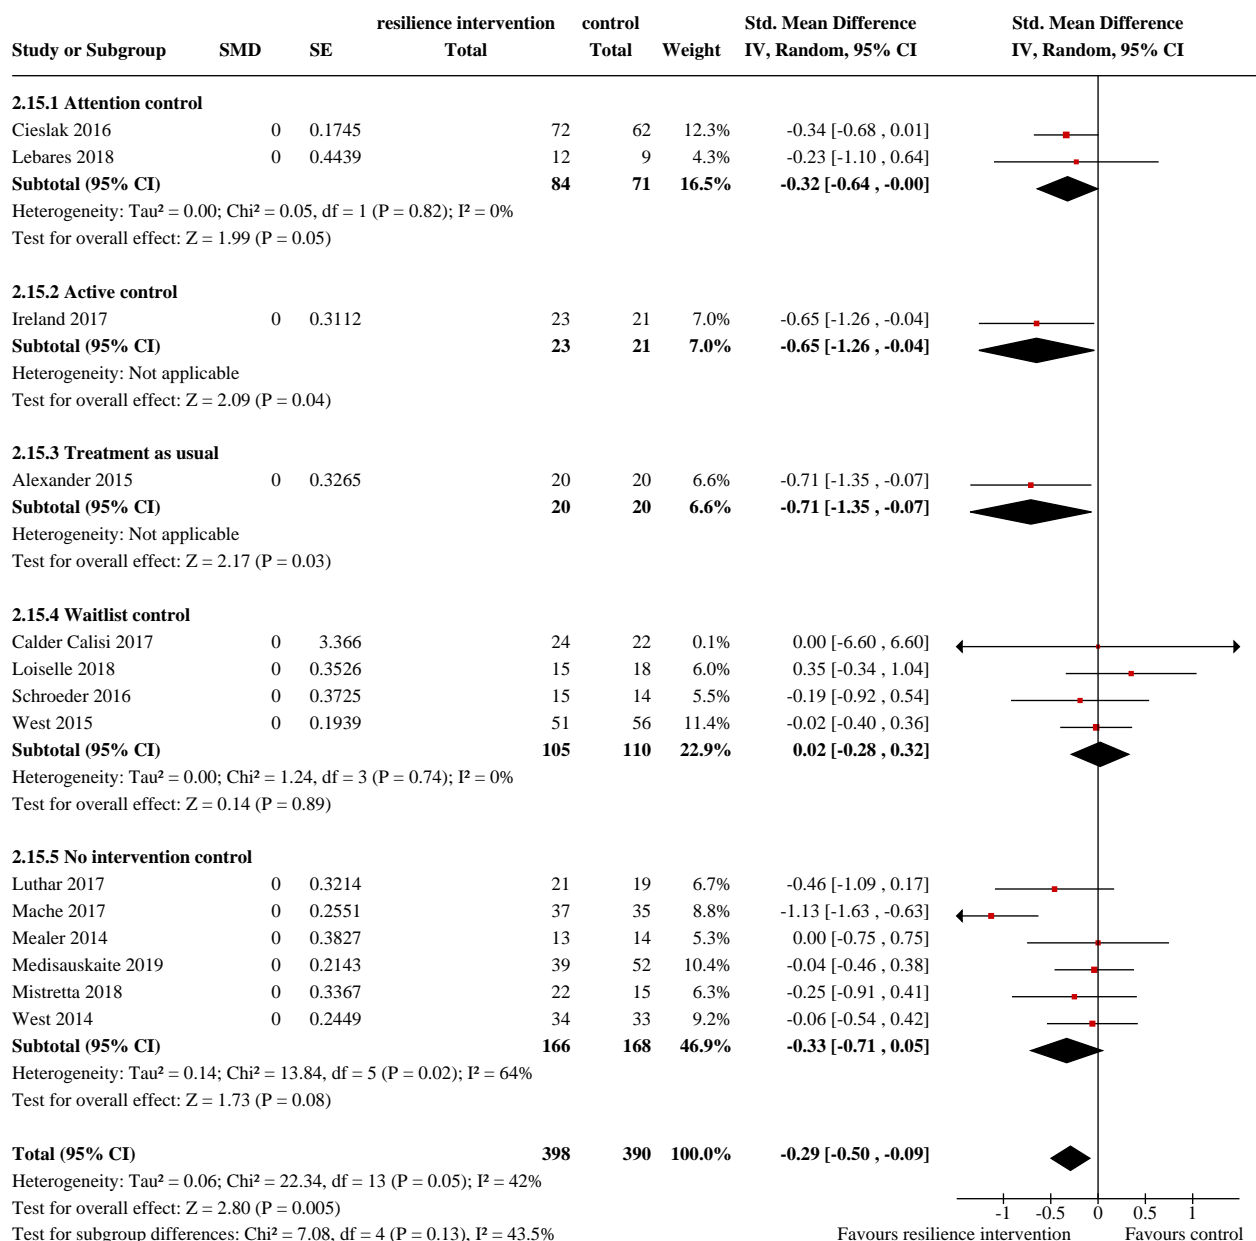 resilience intervention control Std. Mean Difference Std. Mean Difference
Study or Subgroup SMD SE Total Total Weight IV, Random, 95% CI IV, Random, 95% CI
2.15.1 Attention control
Cieslak 2016 0 0.1745 72 62 12.3% -0.34 [-0.68 , 0.01]
Lebares 2018 0 0.4439 12 9 4.3% -0.23 [-1.10 , 0.64]
Subtotal (95% CI) 84 71 16.5% -0.32 [-0.64 , -0.00]
Heterogeneity: Tau² = 0.00; Chi² = 0.05, df = 1 (P = 0.82); I² = 0%
Test for overall effect: Z = 1.99 (P = 0.05)
2.15.2 Active control
Ireland 2017 0 0.3112 23 21 7.0% -0.65 [-1.26 , -0.04]
Subtotal (95% CI) 23 21 7.0% -0.65 [-1.26 , -0.04]
Heterogeneity: Not applicable
Test for overall effect: Z = 2.09 (P = 0.04)
2.15.3 Treatment as usual
Alexander 2015 0 0.3265 20 20 6.6% -0.71 [-1.35 , -0.07]
Subtotal (95% CI) 20 20 6.6% -0.71 [-1.35 , -0.07]
Heterogeneity: Not applicable
Test for overall effect: Z = 2.17 (P = 0.03)
2.15.4 Waitlist control
Calder Calisi 2017 0 3.366 24 22 0.1% 0.00 [-6.60 , 6.60]
Loiselle 2018 0 0.3526 15 18 6.0% 0.35 [-0.34 , 1.04]
Schroeder 2016 0 0.3725 15 14 5.5% -0.19 [-0.92 , 0.54]
West 2015 0 0.1939 51 56 11.4% -0.02 [-0.40 , 0.36]
Subtotal (95% CI) 105 110 22.9% 0.02 [-0.28 , 0.32]
Heterogeneity: Tau² = 0.00; Chi² = 1.24, df = 3 (P = 0.74); I² = 0%
Test for overall effect: Z = 0.14 (P = 0.89)
2.15.5 No intervention control
Luthar 2017 0 0.3214 21 19 6.7% -0.46 [-1.09 , 0.17]
Mache 2017 0 0.2551 37 35 8.8% -1.13 [-1.63 , -0.63]
Mealer 2014 0 0.3827 13 14 5.3% 0.00 [-0.75 , 0.75]
Medisauskaite 2019 0 0.2143 39 52 10.4% -0.04 [-0.46 , 0.38]
Mistretta 2018 0 0.3367 22 15 6.3% -0.25 [-0.91 , 0.41]
West 2014 0 0.2449 34 33 9.2% -0.06 [-0.54 , 0.42]
Subtotal (95% CI) 166 168 46.9% -0.33 [-0.71 , 0.05]
Heterogeneity: Tau² = 0.14; Chi² = 13.84, df = 5 (P = 0.02); I² = 64%
Test for overall effect: Z = 1.73 (P = 0.08)
Total (95% CI) 398 390 100.0% -0.29 [-0.50 , -0.09]
Heterogeneity: Tau² = 0.06; Chi² = 22.34, df = 13 (P = 0.05); I² = 42%
Test for overall effect: Z = 2.80 (P = 0.005)
-1 -0.5 0 0.5 1
Test for subgroup differences: Chi² = 7.08, df = 4 (P = 0.13), I² = 43.5% Favours resilience intervention Favours control